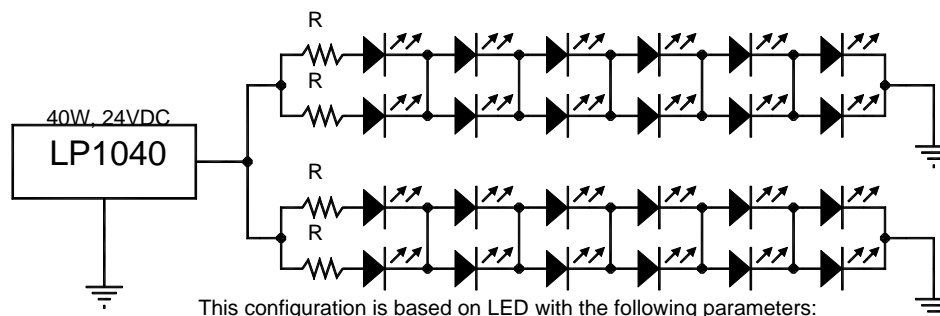 R
R
40W, 24VDC
LP1040
R
R
This configuration is based on LED with the following parameters: